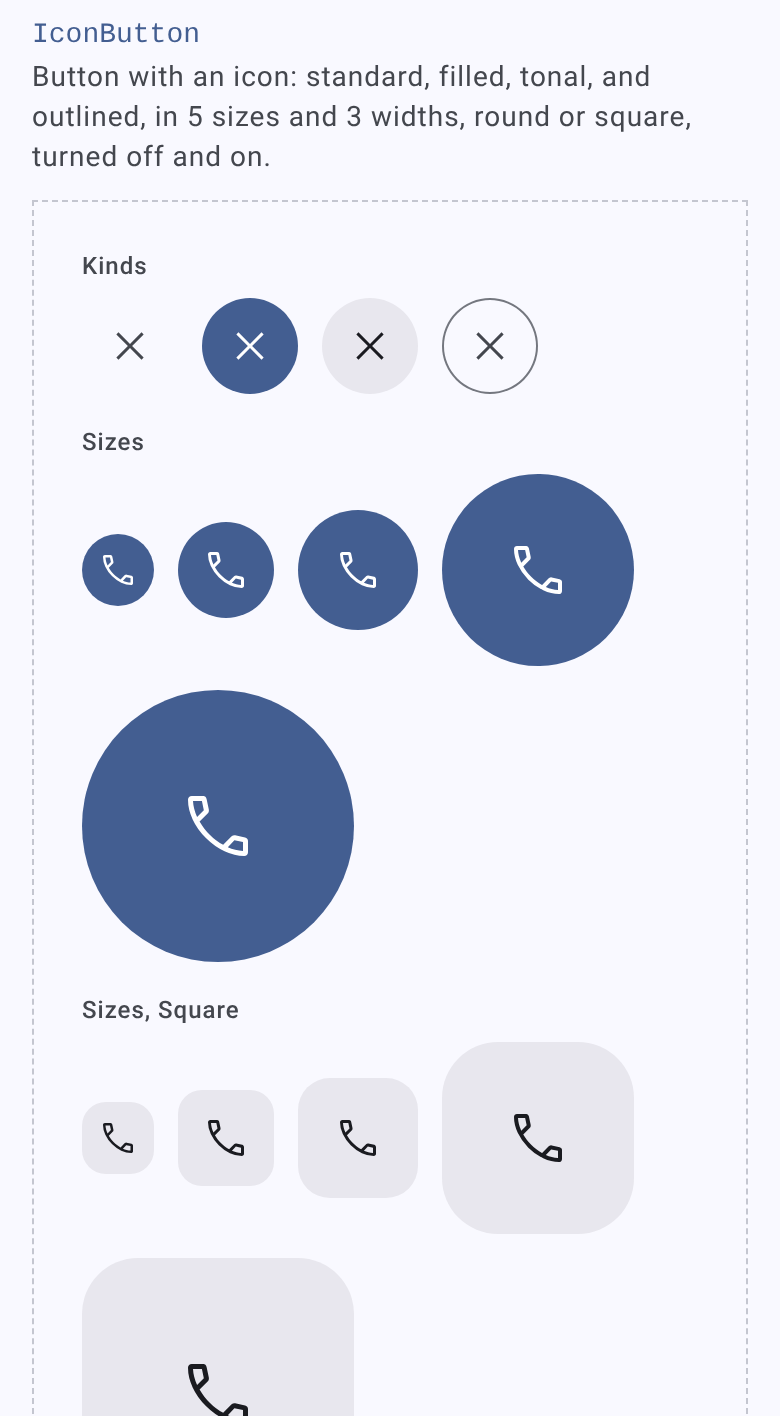 IconButton
Button with an icon: standard, filled, tonal, and
outlined, in 5 sizes and 3 widths, round or square,
turned off and on.
Kinds
Sizes
Sizes, Square